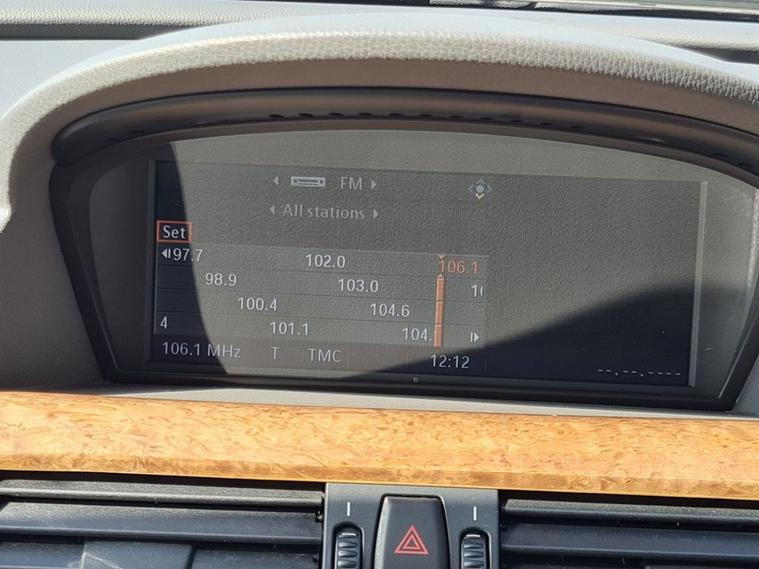 FM
All stations
Set
97.7 102.0 106.1
98.9 103.0
100.4 104.6
4 101.1 104.
106.1 MHz T TMC 12:12 --.--.----